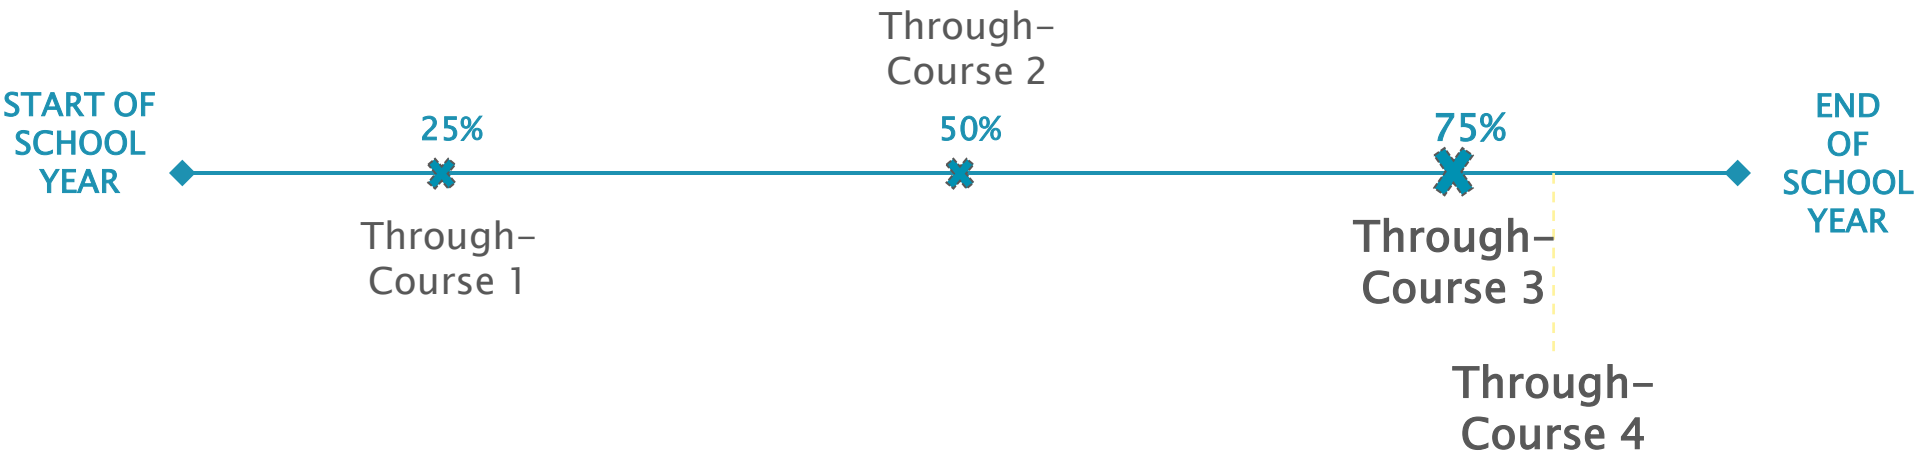 START OF
SCHOOL
YEAR
25%
Through-
Course 1
Through-
Course 2
50%
75%
Through-
Course 3
Through-
Course 4
END
OF
SCHOOL
YEAR